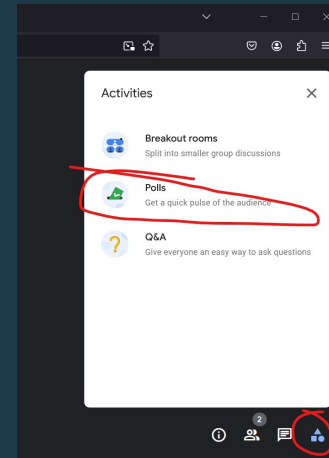 Activities
Breakout rooms
Split into smaller group discussions
Polls
Get a quick pulse of the audience
Q&A
Give everyone an easy way to ask questions
2